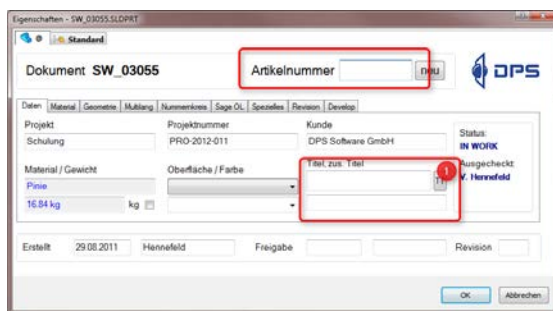 Eigenschaften - SW_03055.SLDPRT
@ Standard
Dokument SW_03055 Artikelnummer neu DPS
Daten Material Geometrie Multilang Nummernkreis Sage OL Spezielles Revision Develop
Projekt Projektnummer Kunde
Schulung PRO-2012-011 DPS Software GmbH
Status:
IN WORK
Material / Gewicht Oberfläche / Farbe Titel, zus. Titel 1 Ausgecheckt
Pinie V. Hennefeld
16.84 kg kg
Erstellt 29.08.2011 Hennefeld Freigabe Revision
OK Abbrechen